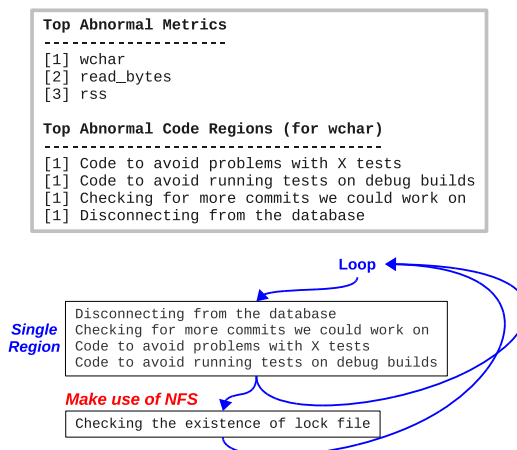 Top Abnormal Metrics
--------------------
[1] wchar
[2] read_bytes
[3] rss
Top Abnormal Code Regions (for wchar)
-------------------------------------
[1] Code to avoid problems with X tests
[1] Code to avoid running tests on debug builds
[1] Checking for more commits we could work on
[1] Disconnecting from the database
Loop
Single
Region
Disconnecting from the database
Checking for more commits we could work on
Code to avoid problems with X tests
Code to avoid running tests on debug builds
Make use of NFS
Checking the existence of lock file